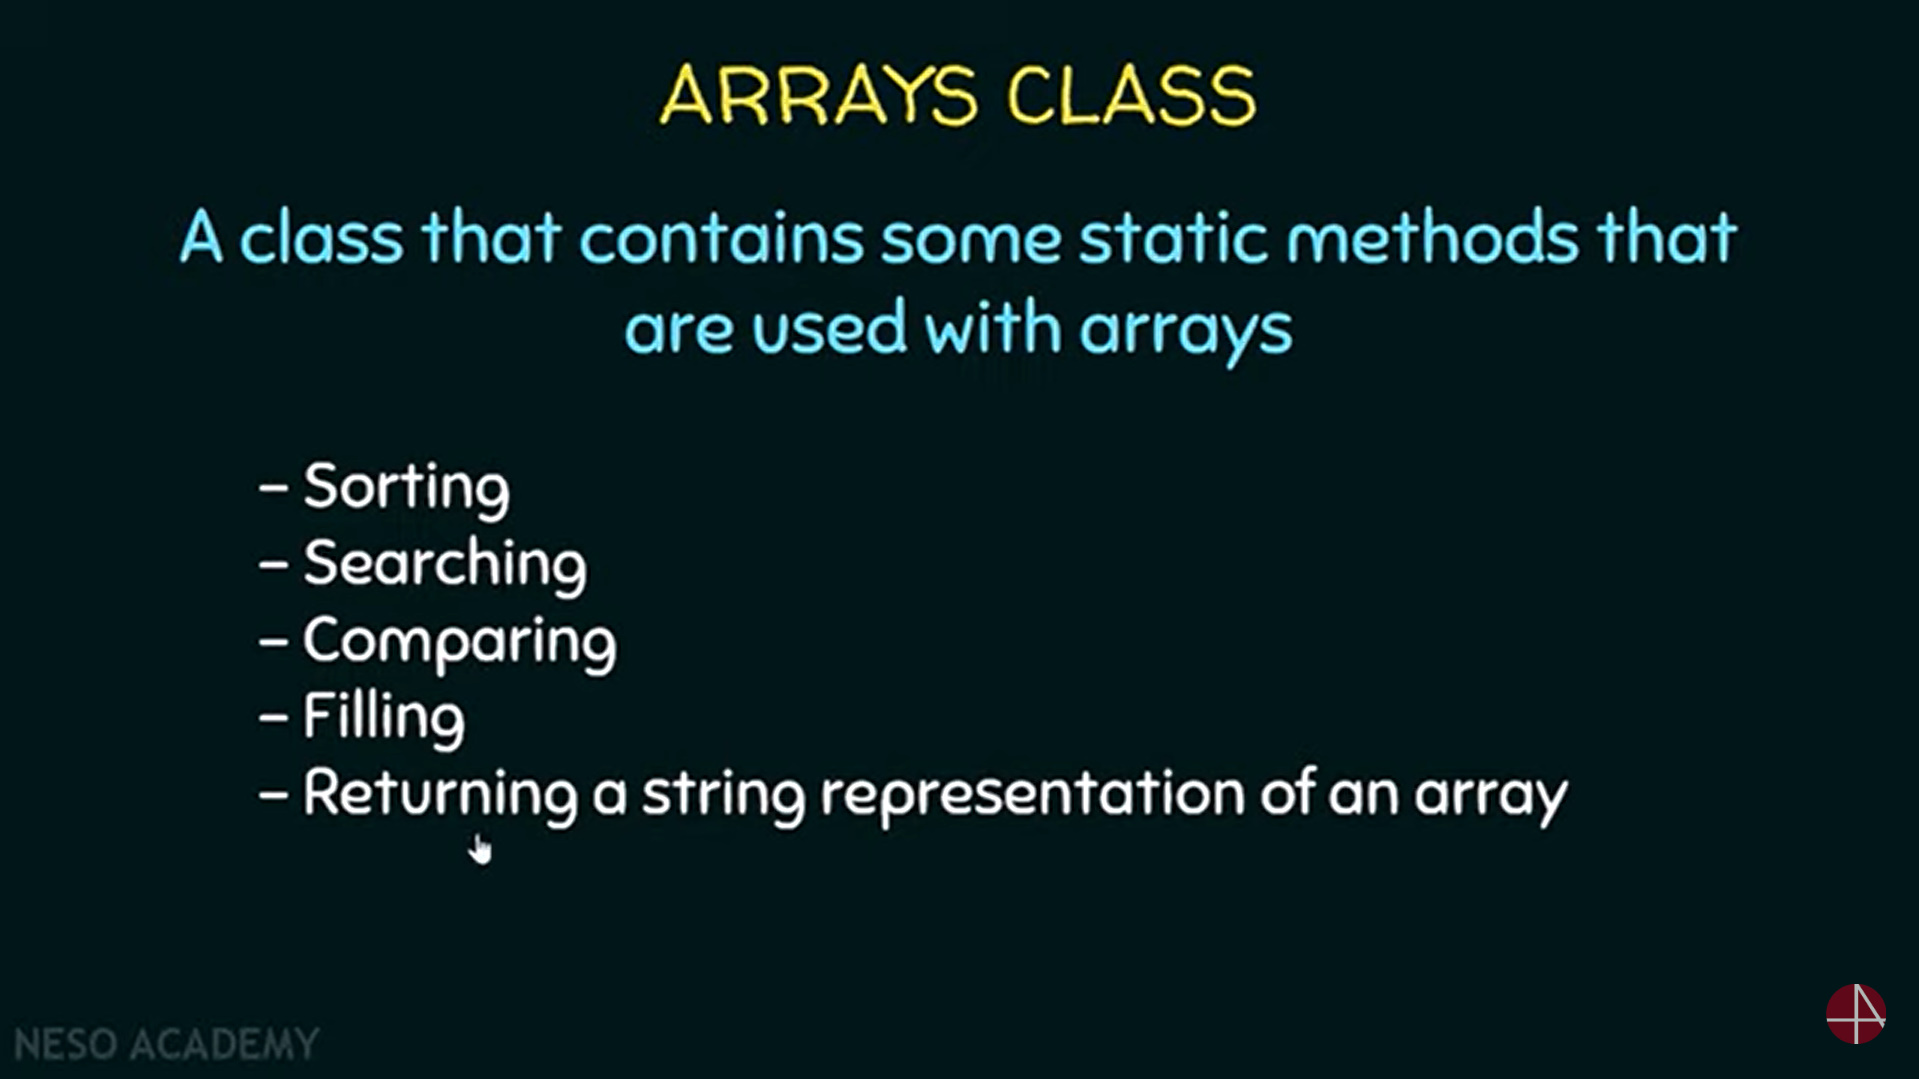 ARRAYS CLASS
A class that contains some static methods that
are used with arrays
– Sorting
– Searching
– Comparing
– Filling
– Returning a string representation of an array
NESO ACADEMY